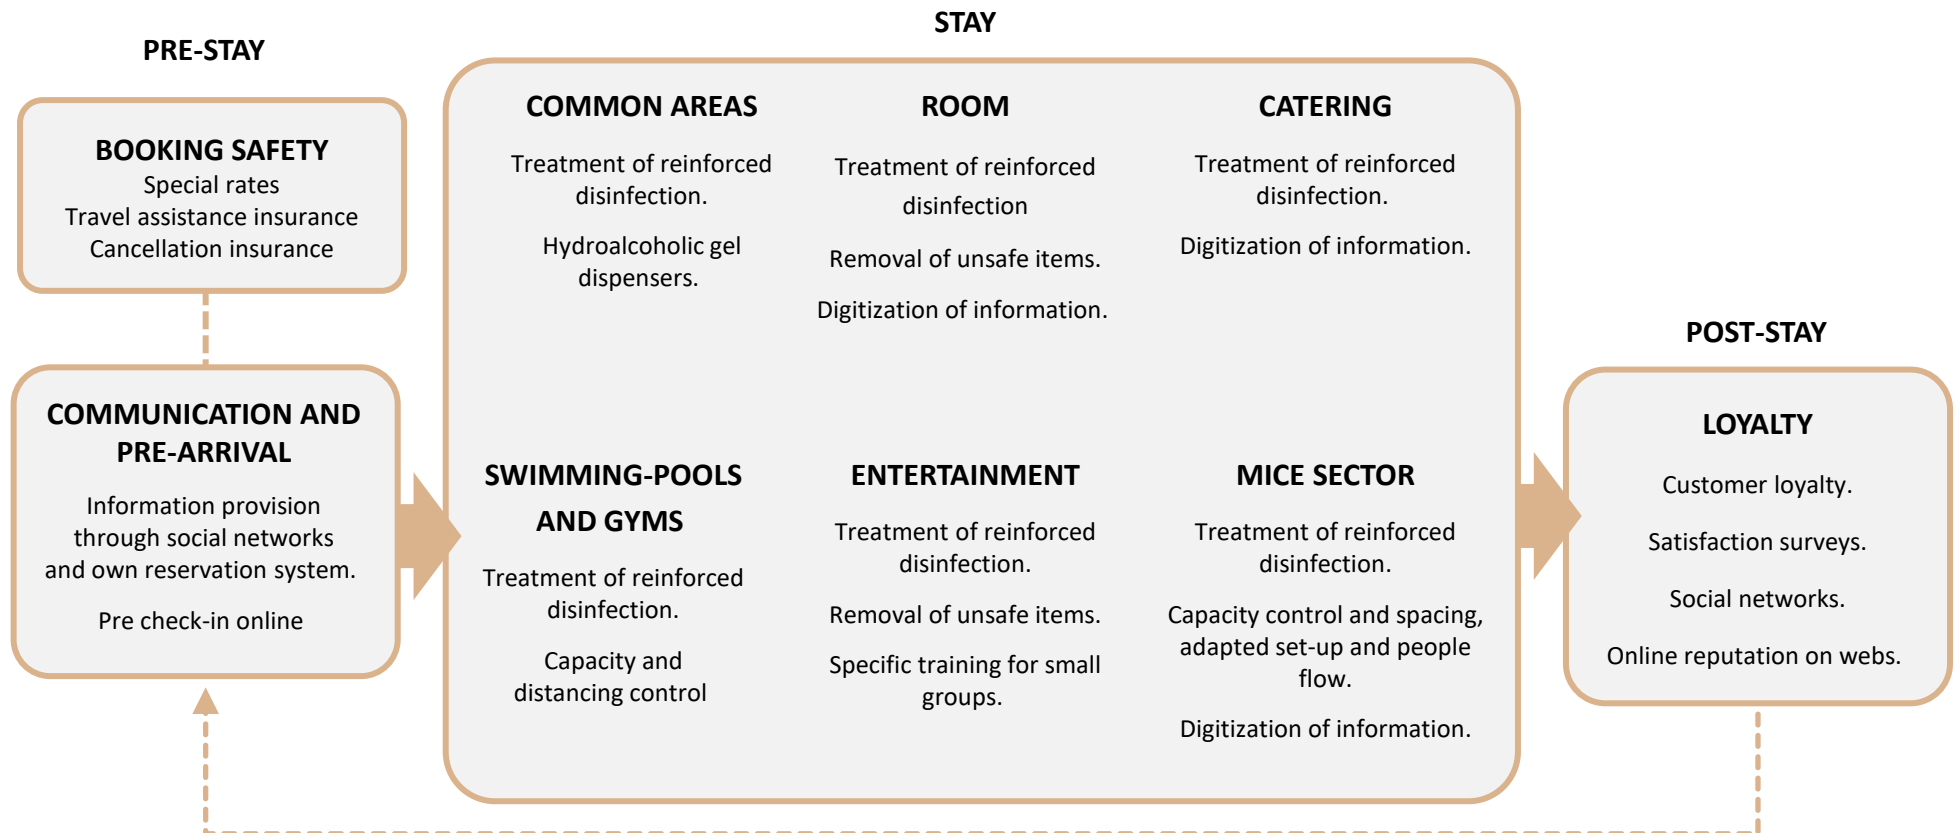 PRE-STAY
BOOKING SAFETY
Special rates
Travel assistance insurance
Cancellation insurance
COMMUNICATION AND
PRE-ARRIVAL
Information provision
through social networks
and own reservation system.
Pre check-in online
STAY
COMMON AREAS
Treatment of reinforced
disinfection.
Hydroalcoholic gel
dispensers.
ROOM
Treatment of reinforced
disinfection
Removal of unsafe items.
Digitization of information.
CATERING
Treatment of reinforced
disinfection.
Digitization of information.
SWIMMING-POOLS
AND GYMS
Treatment of reinforced
disinfection.
Capacity and
distancing control
ENTERTAINMENT
Treatment of reinforced
disinfection.
Removal of unsafe items.
Specific training for small
groups.
MICE SECTOR
Treatment of reinforced
disinfection.
Capacity control and spacing,
adapted set-up and people
flow.
Digitization of information.
POST-STAY
LOYALTY
Customer loyalty.
Satisfaction surveys.
Social networks.
Online reputation on webs.